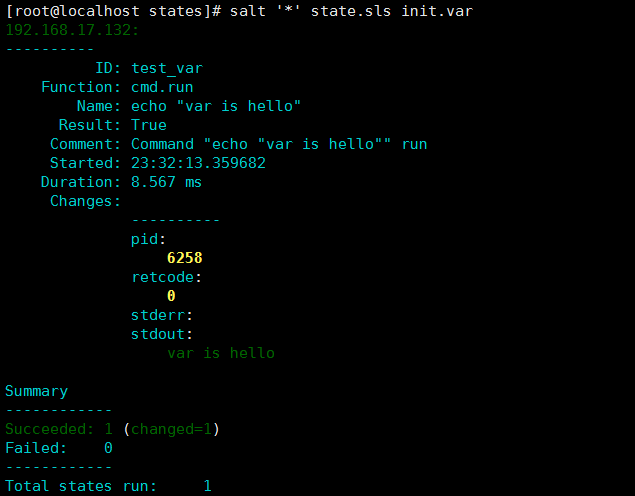 [root@localhost states]# salt '*' state.sls init.var
192.168.17.132:
----------
          ID: test_var
    Function: cmd.run
        Name: echo "var is hello"
      Result: True
     Comment: Command "echo "var is hello"" run
     Started: 23:32:13.359682
    Duration: 8.567 ms
     Changes:
              ----------
              pid:
                  6258
              retcode:
                  0
              stderr:
              stdout:
                  var is hello

Summary
------------
Succeeded: 1 (changed=1)
Failed:    0
------------
Total states run:     1